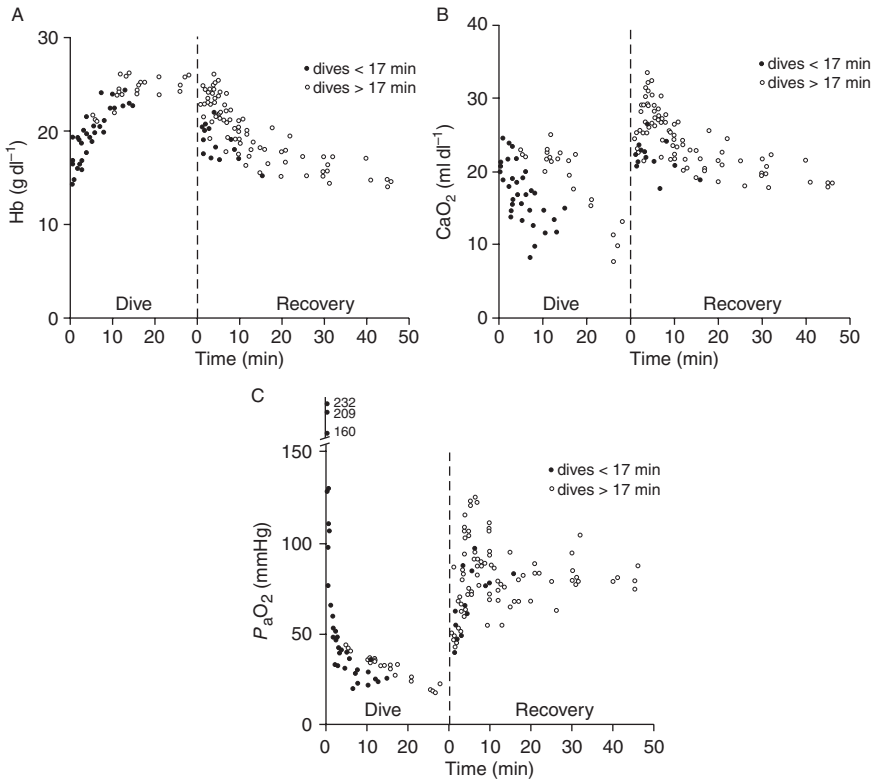 A
30
20
10
0
Hb (g dl⁻¹)
• dives < 17 min
○ dives > 17 min
Dive
Recovery
0 10 20 0 10 20 30 40 50
Time (min)
B
40
30
20
10
0
CaO₂ (ml dl⁻¹)
• dives < 17 min
○ dives > 17 min
Dive
Recovery
0 10 20 0 10 20 30 40 50
Time (min)
C
232
209
160
150
100
50
0
PₐO₂ (mmHg)
• dives < 17 min
○ dives > 17 min
Dive
Recovery
0 10 20 0 10 20 30 40 50
Time (min)